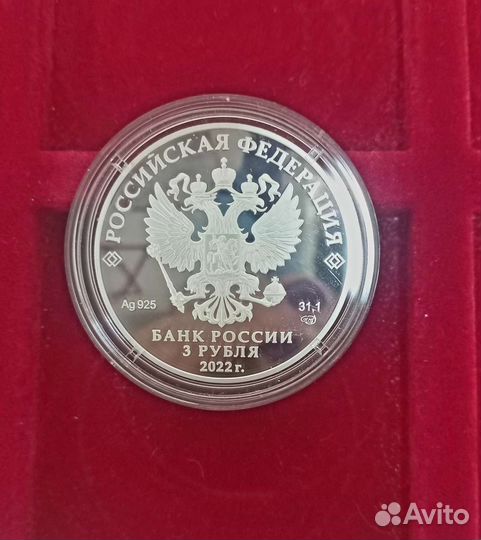 РОССИЙСКАЯ ФЕДЕРАЦИЯ
Ag 925
31,1
БАНК РОССИИ
3 РУБЛЯ
2022 г.
Avito